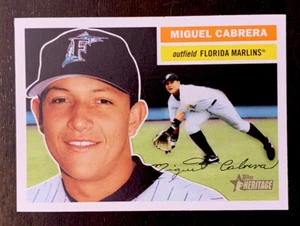 MIGUEL CABRERA
outfield FLORIDA MARLINS®
F
Miguel Cabrera
Topps
HERITAGE